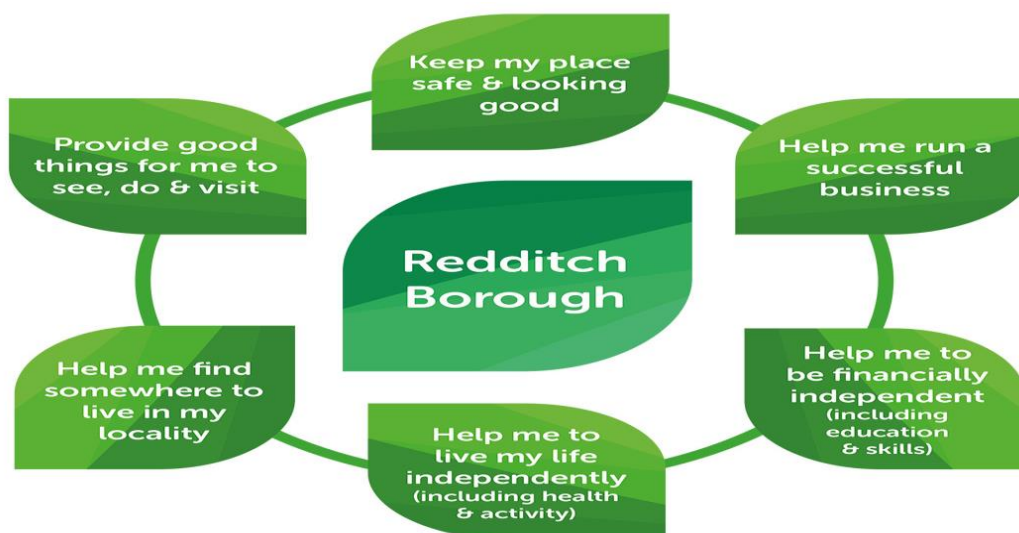 Keep my place
safe & looking
good
Provide good
things for me to
see, do & visit
Help me run a
successful
business
Redditch
Borough
Help me find
somewhere to
live in my
locality
Help me to
be financially
independent
(including
education
& skills)
Help me to
live my life
independently
(including health
& activity)